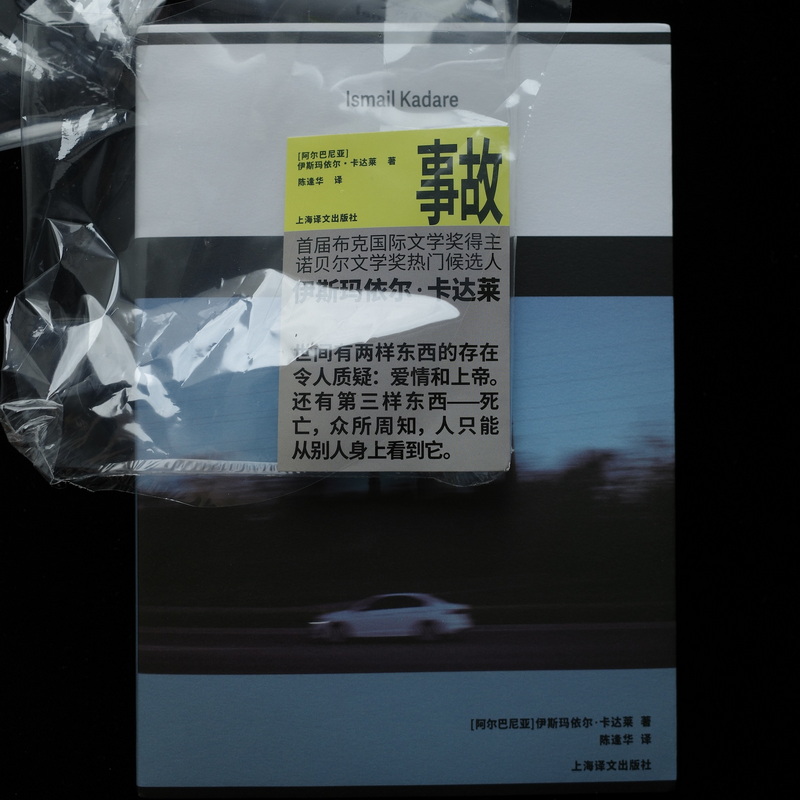 Ismail Kadare
[阿尔巴尼亚]
伊斯玛依尔·卡达莱 著
陈逢华 译
事故
上海译文出版社
首届布克国际文学奖得主
诺贝尔文学奖热门候选人
伊斯玛依尔·卡达莱
世间有两样东西的存在
令人质疑：爱情和上帝。
还有第三样东西——死
亡，众所周知，人只能
从别人身上看到它。
[阿尔巴尼亚]伊斯玛依尔·卡达莱 著
陈逢华 译
上海译文出版社